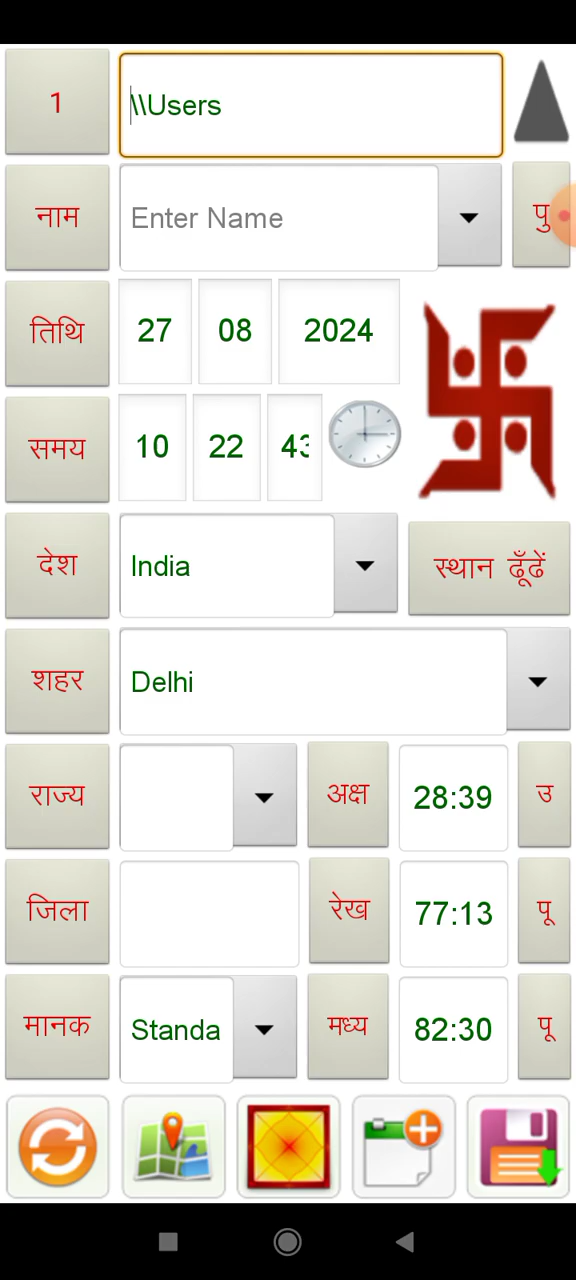 1 \\Users
नाम Enter Name पु
तिथि 27 08 2024
समय 10 22 43
देश India स्थान ढूँढें
शहर Delhi
राज्य अक्ष 28:39 उ
जिला रेख 77:13 पू
मानक Standa मध्य 82:30 पू